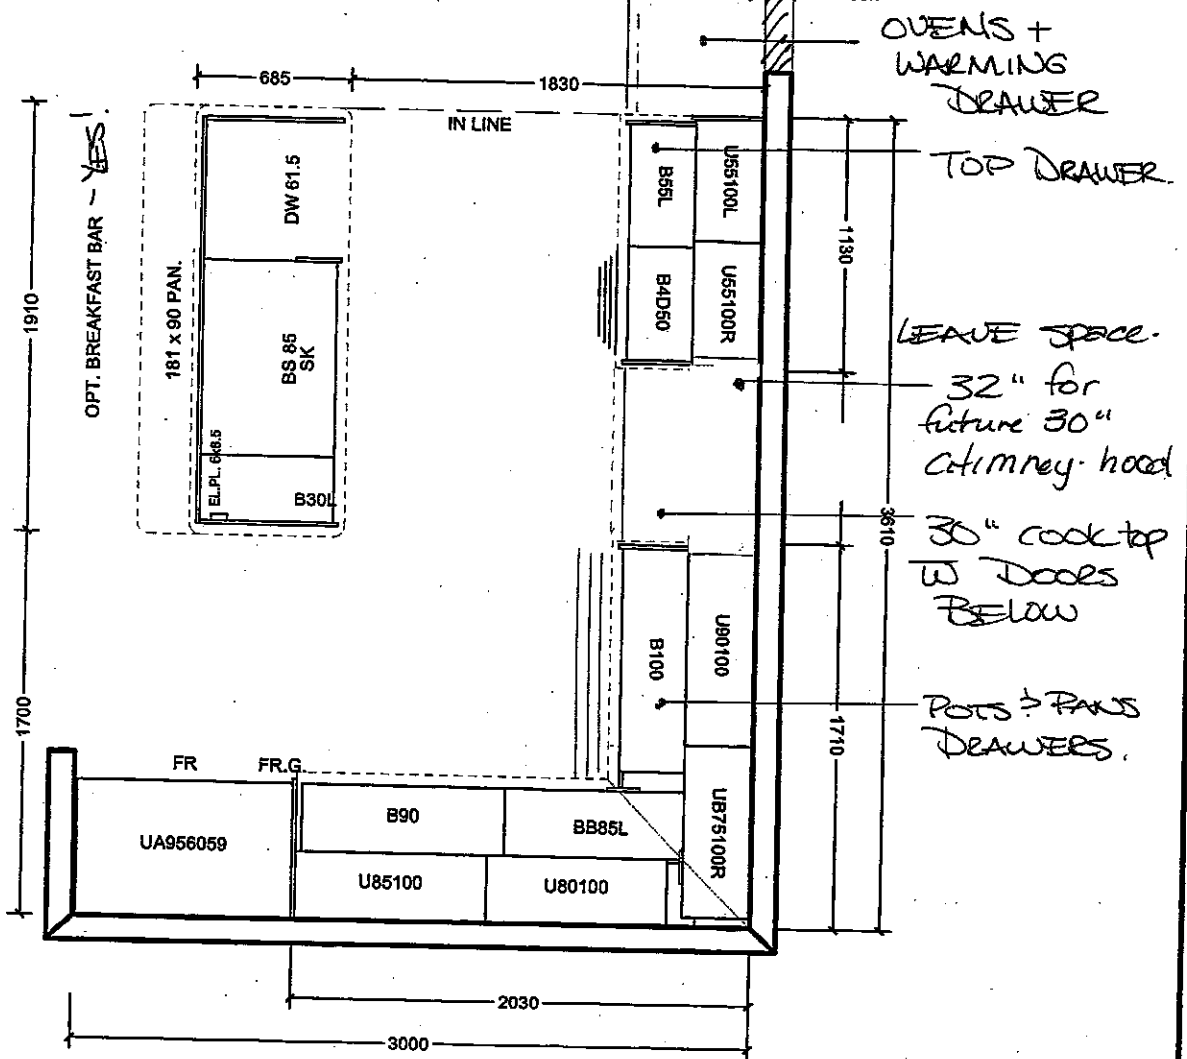 OVENS +
WARMING
DRAWER
685
1830
IN LINE
TOP DRAWER.
OPT. BREAKFAST BAR - YES!
DW 61.5
B55L
U55100L
1130
1910
181 x 90 PAN.
BS 85
SK
B4D50
U55100R
LEAVE SPACE.
32" for
future 30"
chimney-hood
EL.PL. 6x6.5
B30L
3610
30" cooktop
W DOORS
BELOW
B100
U90100
1700
1710
POTS & PANS
DRAWERS.
FR
FR.G.
UA956059
B90
BB85L
UB75100R
U85100
U80100
2030
3000